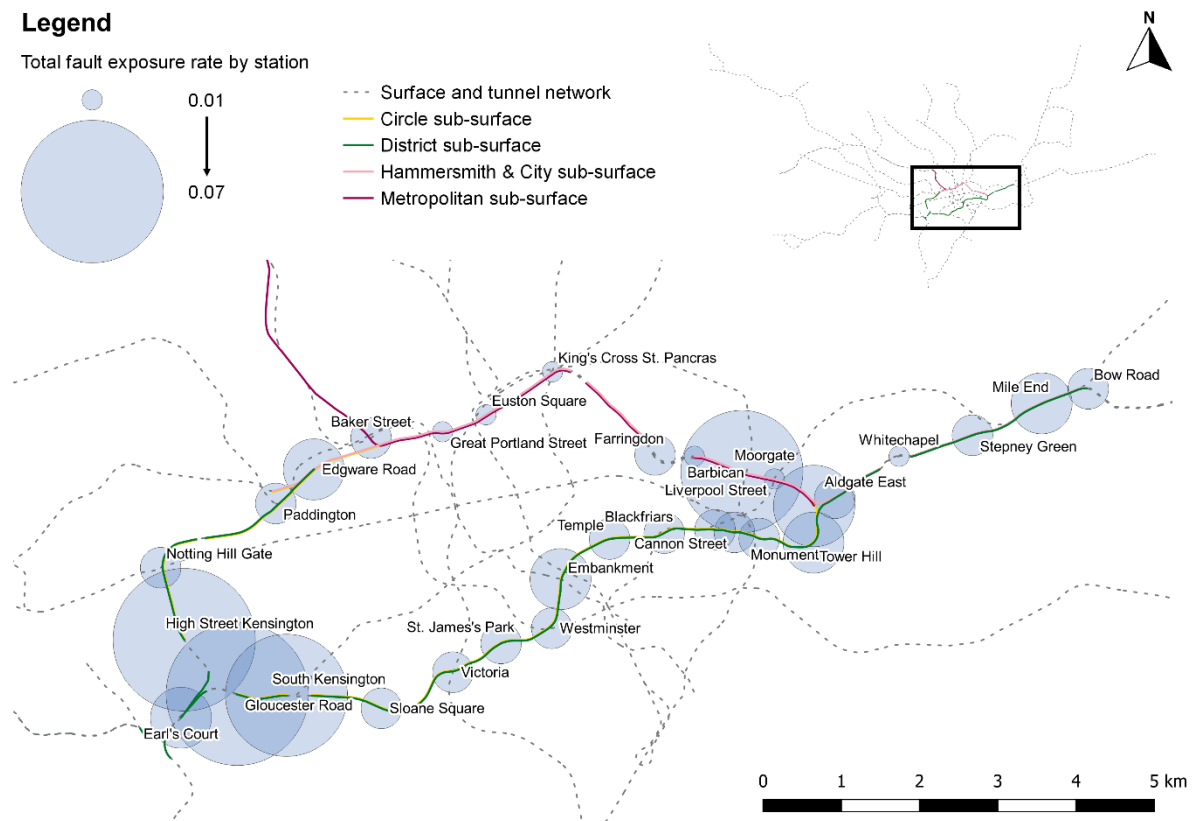 Legend
N
Total fault exposure rate by station
0.01
0.07
Surface and tunnel network
Circle sub-surface
District sub-surface
Hammersmith & City sub-surface
Metropolitan sub-surface
King's Cross St. Pancras
Bow Road
Mile End
Euston Square
Baker Street
Great Portland Street
Farringdon
Whitechapel
Stepney Green
Moorgate
Edgware Road
Barbican
Aldgate East
Liverpool Street
Paddington
Temple
Blackfriars
Cannon Street
Monument
Tower Hill
Notting Hill Gate
Embankment
High Street Kensington
St. James's Park
Westminster
South Kensington
Victoria
Gloucester Road
Sloane Square
Earl's Court
0 1 2 3 4 5 km